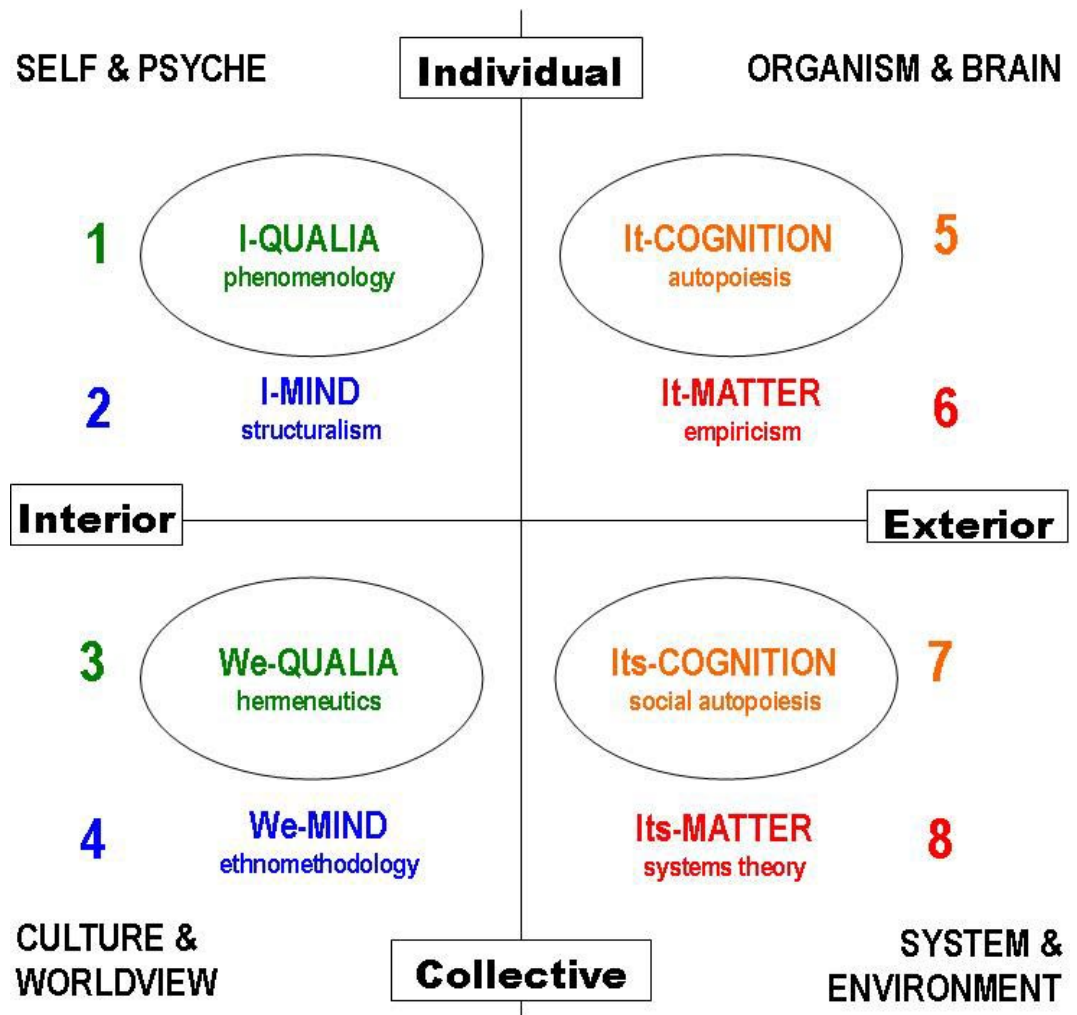 SELF & PSYCHE
Individual
ORGANISM & BRAIN
1
I-QUALIA
phenomenology
It-COGNITION
autopoiesis
5
2
I-MIND
structuralism
It-MATTER
empiricism
6
Interior
Exterior
3
We-QUALIA
hermeneutics
Its-COGNITION
social autopoiesis
7
4
We-MIND
ethnomethodology
Its-MATTER
systems theory
8
CULTURE &
WORLDVIEW
Collective
SYSTEM &
ENVIRONMENT